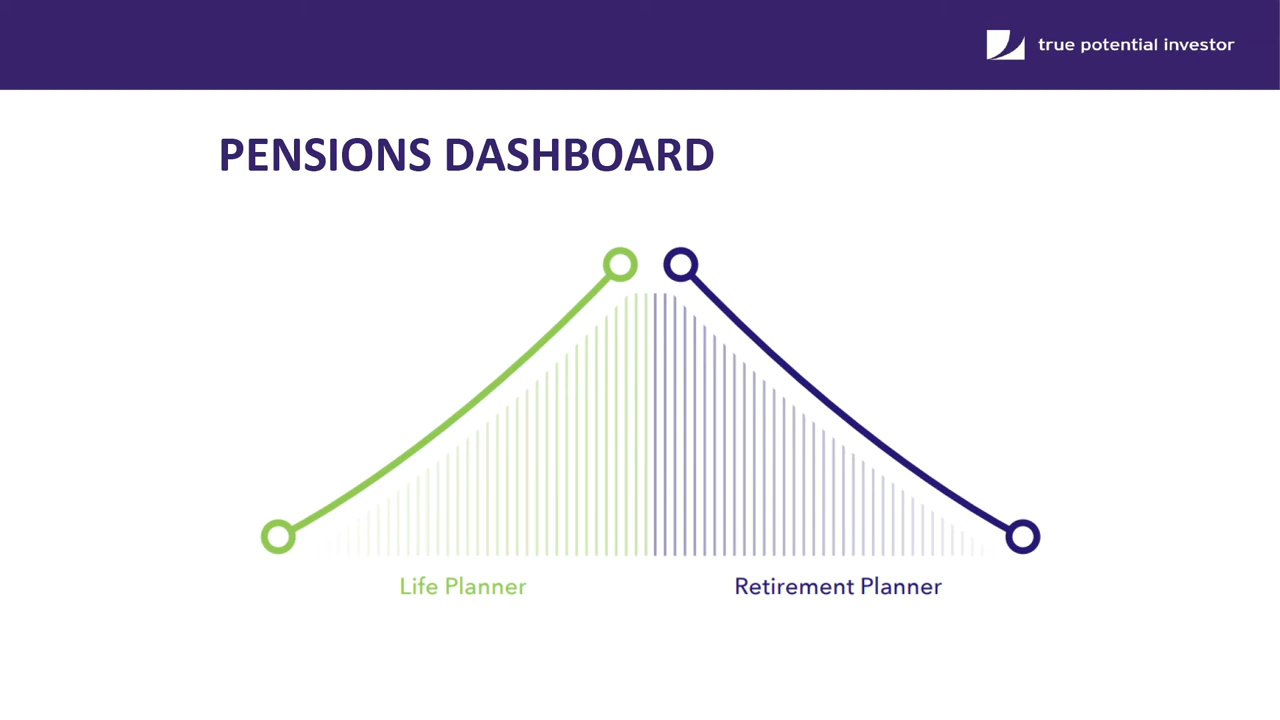 true potential investor
PENSIONS DASHBOARD
Life Planner
Retirement Planner